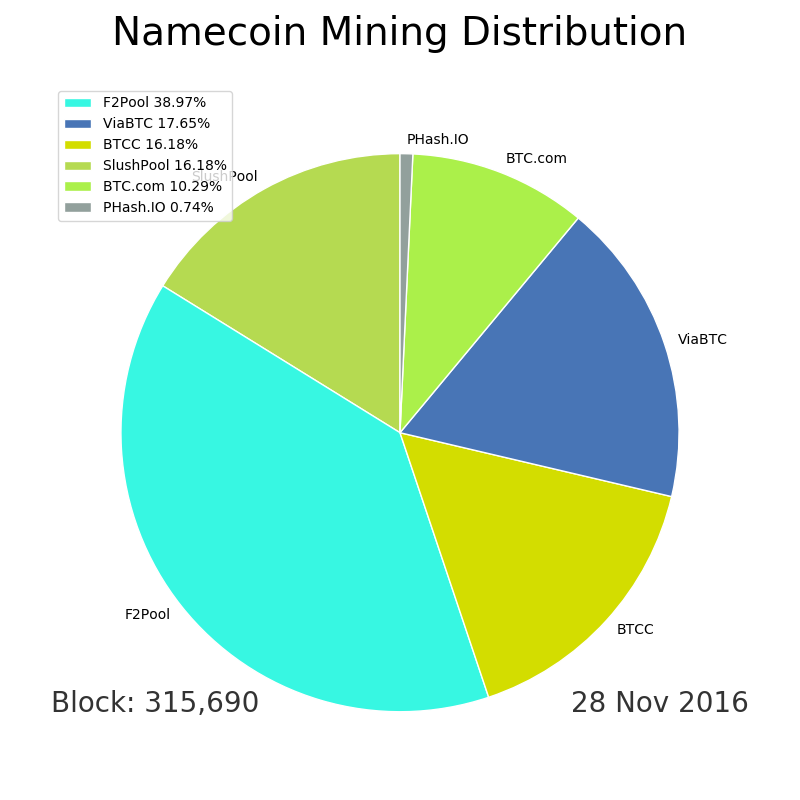 Namecoin Mining Distribution
F2Pool 38.97%
ViaBTC 17.65%
BTCC 16.18%
SlushPool 16.18%
BTC.com 10.29%
PHash.IO 0.74%
PHash.IO
BTC.com
SlushPool
ViaBTC
F2Pool
BTCC
Block: 315,690
28 Nov 2016